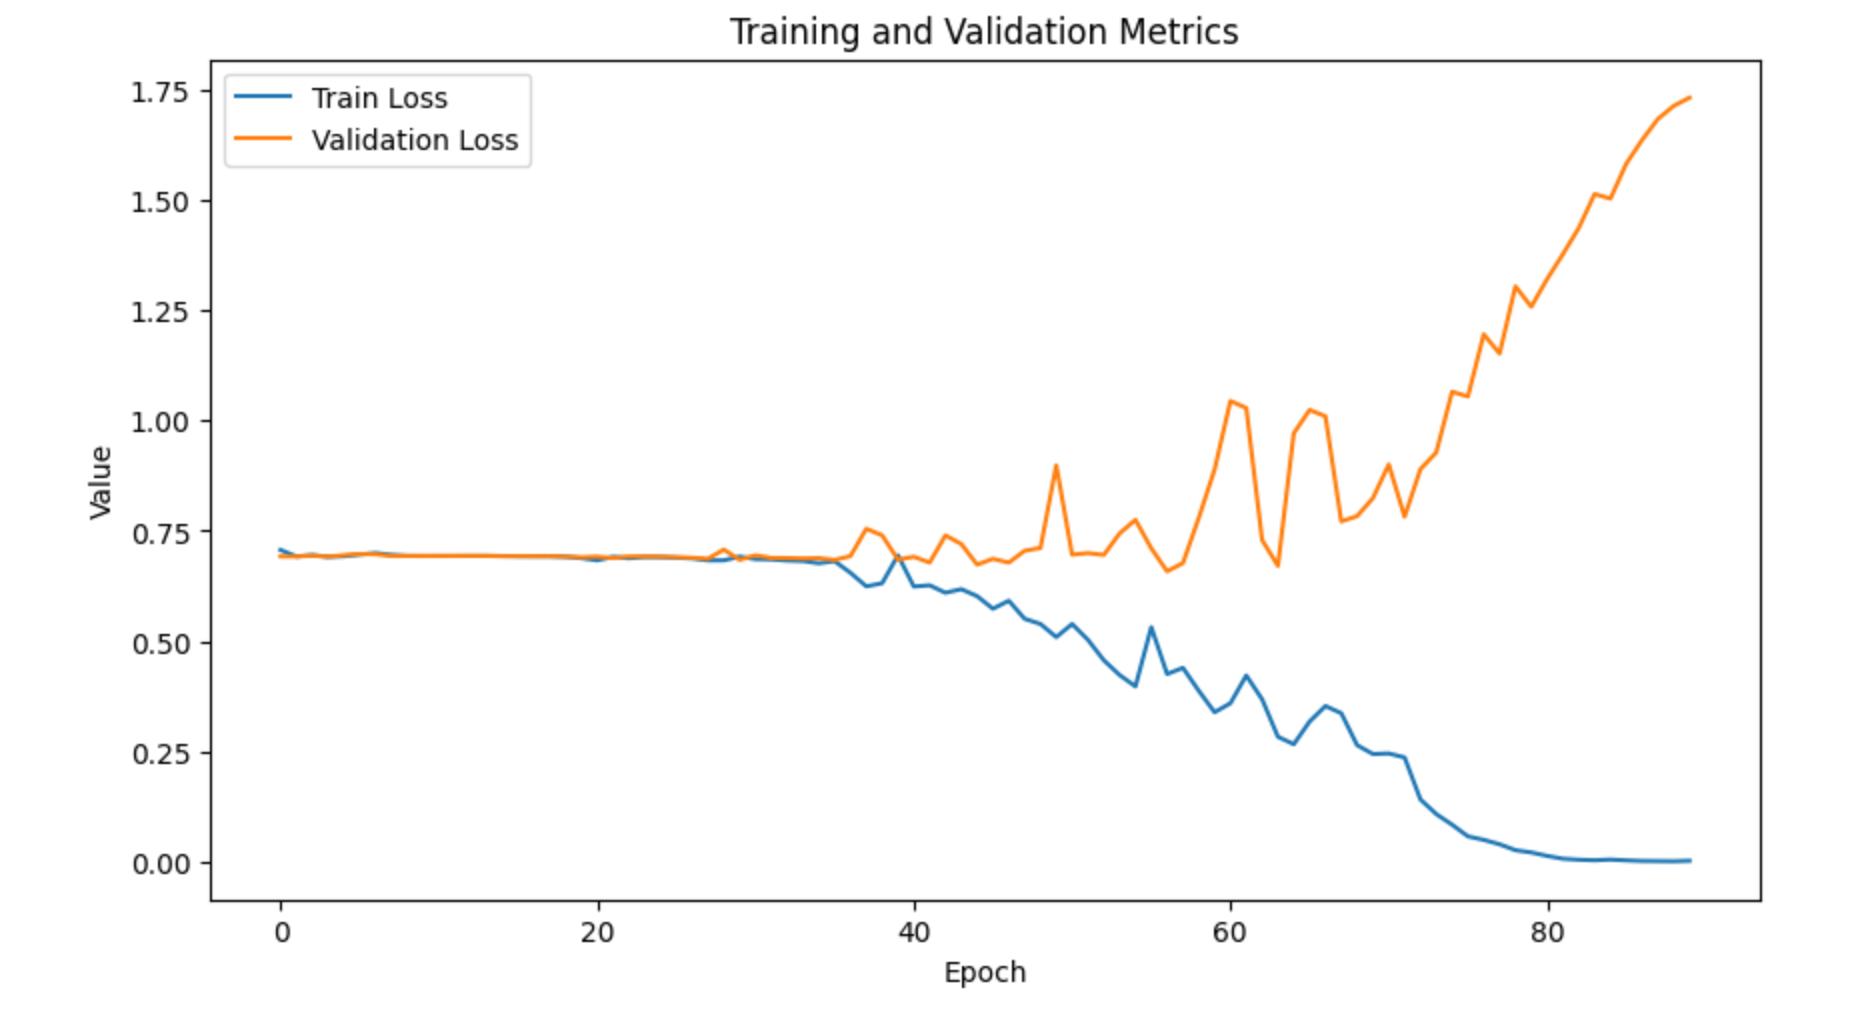 Training and Validation Metrics
Train Loss
Validation Loss
1.75
1.50
1.25
1.00
0.75
0.50
0.25
0.00
Value
0 20 40 60 80
Epoch